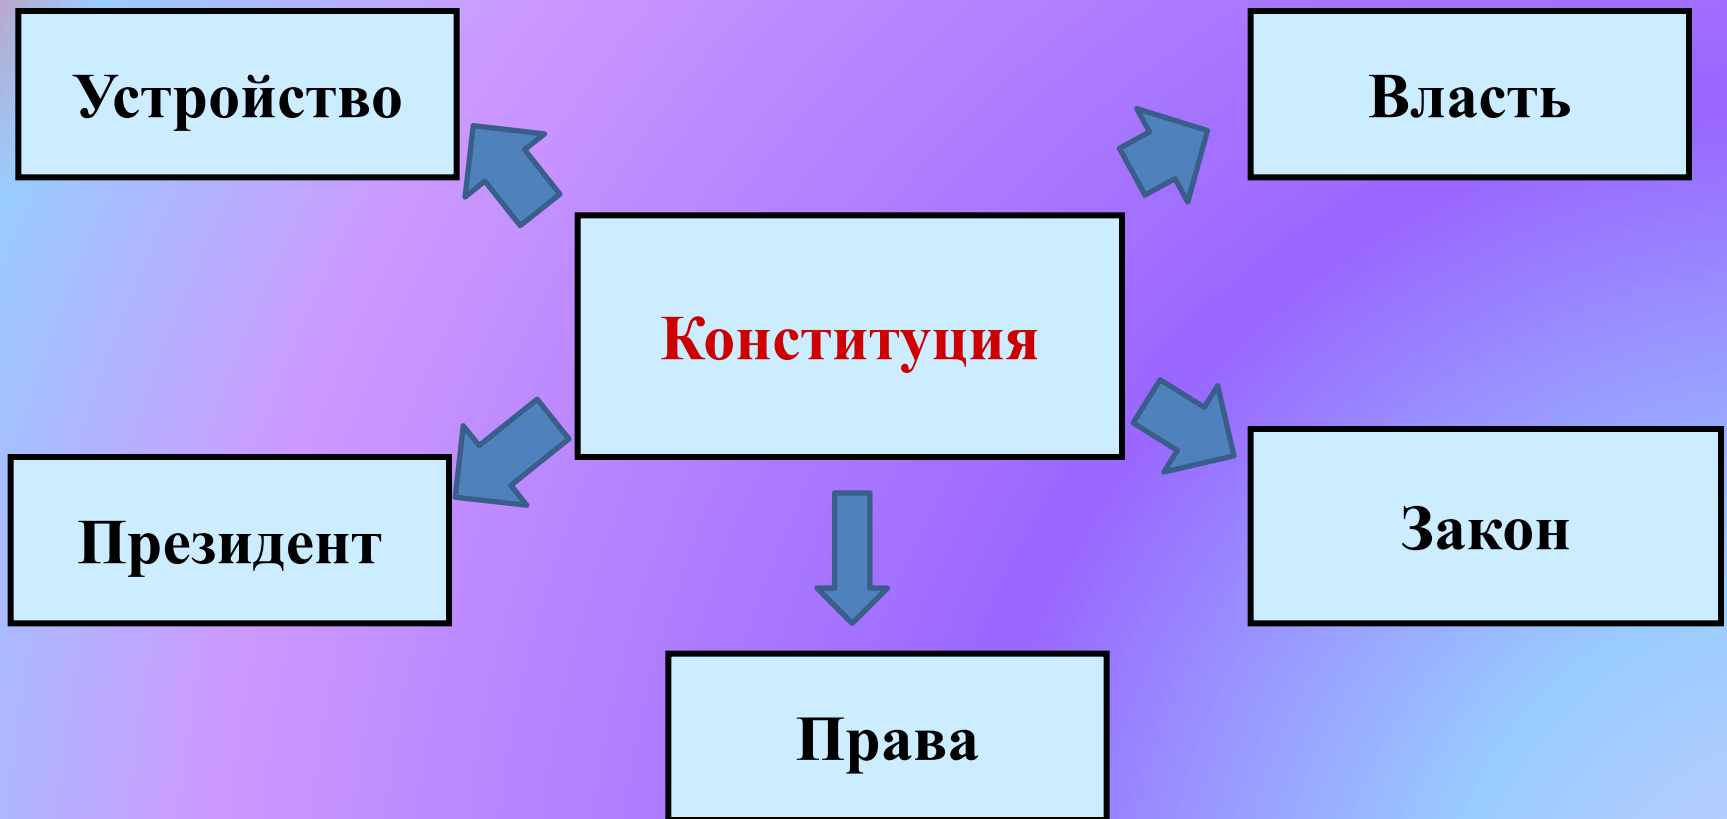 Устройство
Власть
Конституция
Президент
Закон
Права